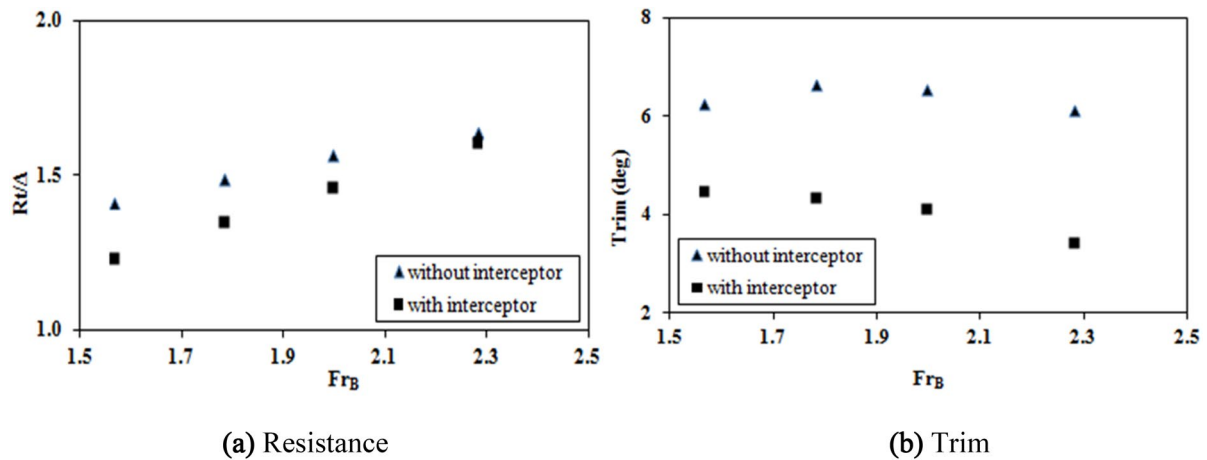 2.0
1.5
1.0
Rt/Δ
without interceptor
with interceptor
1.5 1.7 1.9 2.1 2.3 2.5
FrB
(a) Resistance
8
6
4
2
Trim (deg)
without interceptor
with interceptor
1.5 1.7 1.9 2.1 2.3 2.5
FrB
(b) Trim